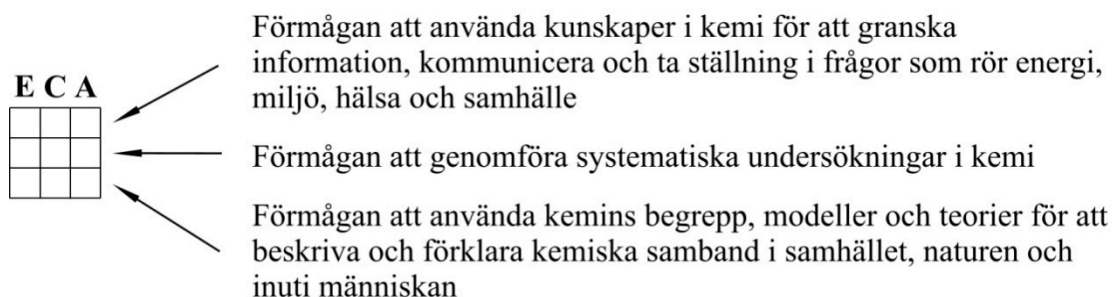 Förmågan att använda kunskaper i kemi för att granska
information, kommunicera och ta ställning i frågor som rör energi,
miljö, hälsa och samhälle
E C A
Förmågan att genomföra systematiska undersökningar i kemi
Förmågan att använda kemins begrepp, modeller och teorier för att
beskriva och förklara kemiska samband i samhället, naturen och
inuti människan